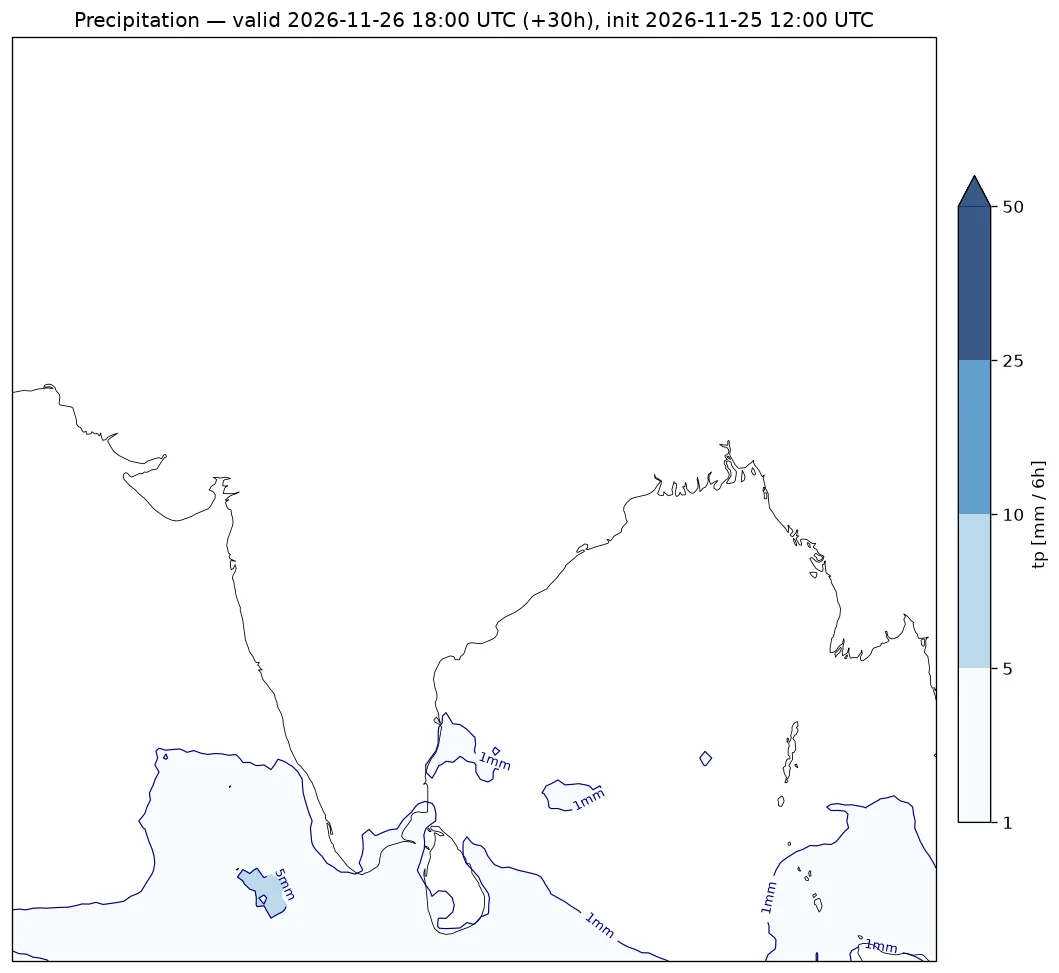 Precipitation — valid 2026-11-26 18:00 UTC (+30h), init 2026-11-25 12:00 UTC
50
25
10
5
1
tp [mm / 6h]
1mm
1mm
5mm
1mm
1mm
1mm